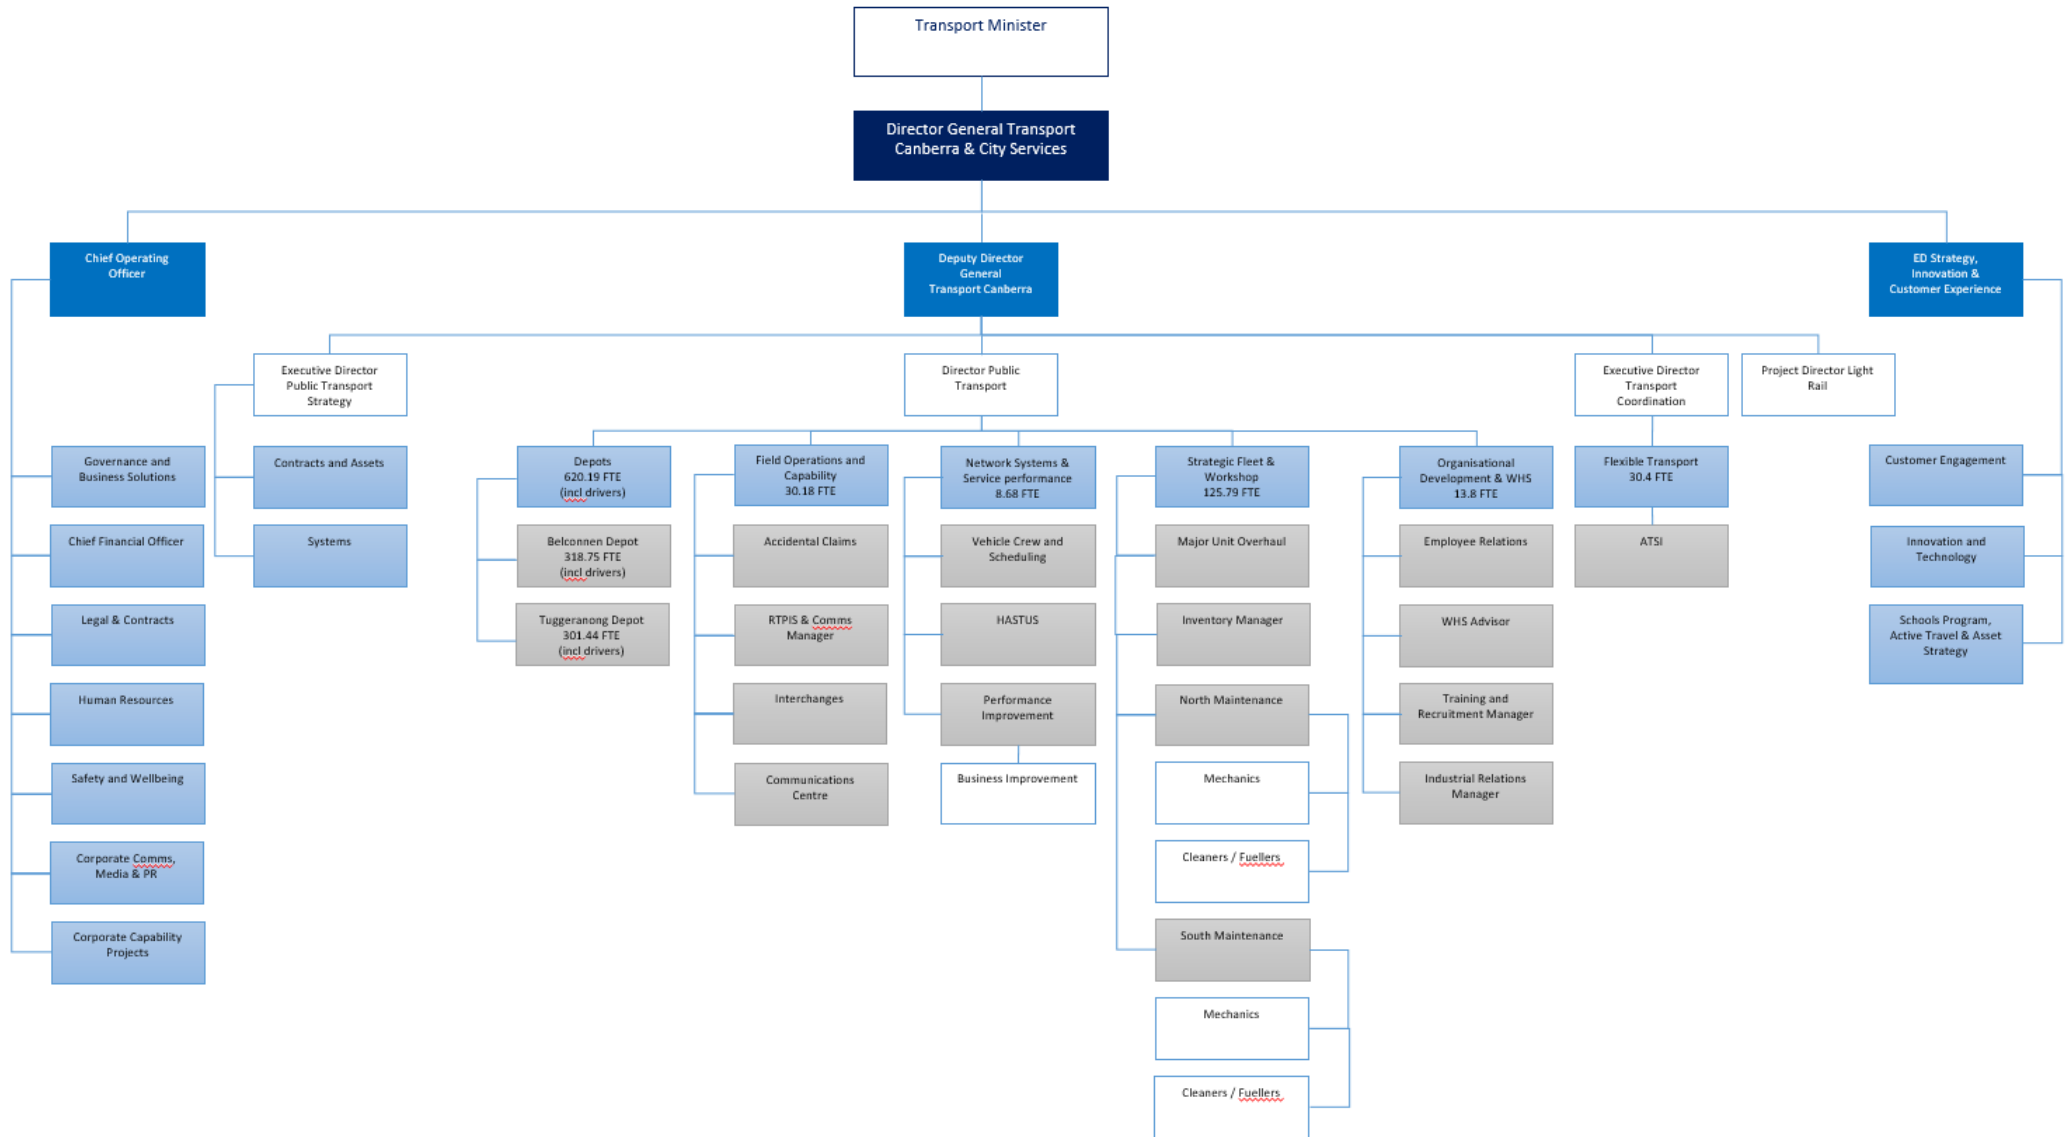 Transport Minister
Director General Transport
Canberra & City Services
Chief Operating
Officer
Deputy Director
General
Transport Canberra
ED Strategy,
Innovation &
Customer Experience
Executive Director
Public Transport
Strategy
Director Public
Transport
Executive Director
Transport
Coordination
Project Director Light
Rail
Governance and
Business Solutions
Chief Financial Officer
Legal & Contracts
Human Resources
Safety and Wellbeing
Corporate Comms,
Media & PR
Corporate Capability
Projects
Contracts and Assets
Systems
Depots
620.19 FTE
(incl drivers)
Belconnen Depot
318.75 FTE
(incl drivers)
Tuggeranong Depot
301.44 FTE
(incl drivers)
Field Operations and
Capability
30.18 FTE
Accidental Claims
RTPIS & Comms
Manager
Interchanges
Communications
Centre
Network Systems &
Service performance
8.68 FTE
Vehicle Crew and
Scheduling
HASTUS
Performance
Improvement
Business Improvement
Strategic Fleet &
Workshop
125.79 FTE
Major Unit Overhaul
Inventory Manager
North Maintenance
Mechanics
Cleaners / Fuellers
South Maintenance
Mechanics
Cleaners / Fuellers
Organisational
Development & WHS
13.8 FTE
Employee Relations
WHS Advisor
Training and
Recruitment Manager
Industrial Relations
Manager
Flexible Transport
30.4 FTE
ATSI
Customer Engagement
Innovation and
Technology
Schools Program,
Active Travel & Asset
Strategy